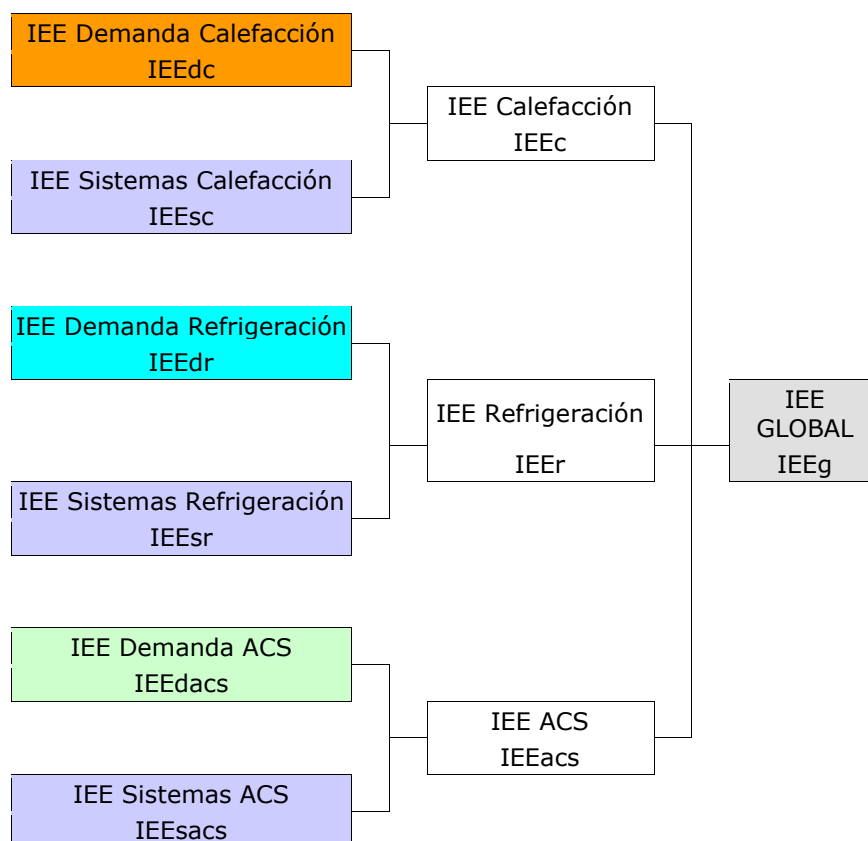 IEE Demanda Calefacción
IEEdc
IEE Sistemas Calefacción
IEEsc
IEE Calefacción
IEEc
IEE Demanda Refrigeración
IEEdr
IEE Sistemas Refrigeración
IEEsr
IEE Refrigeración
IEEr
IEE Demanda ACS
IEEdacs
IEE Sistemas ACS
IEEsacs
IEE ACS
IEEacs
IEE
GLOBAL
IEEg